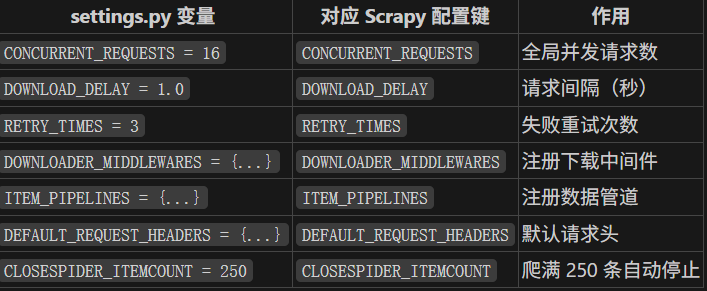 settings.py 变量 对应 Scrapy 配置键 作用
CONCURRENT_REQUESTS = 16 CONCURRENT_REQUESTS 全局并发请求数
DOWNLOAD_DELAY = 1.0 DOWNLOAD_DELAY 请求间隔（秒）
RETRY_TIMES = 3 RETRY_TIMES 失败重试次数
DOWNLOADER_MIDDLEWARES = {...} DOWNLOADER_MIDDLEWARES 注册下载中间件
ITEM_PIPELINES = {...} ITEM_PIPELINES 注册数据管道
DEFAULT_REQUEST_HEADERS = {...} DEFAULT_REQUEST_HEADERS 默认请求头
CLOSESPIDER_ITEMCOUNT = 250 CLOSESPIDER_ITEMCOUNT 爬满 250 条自动停止